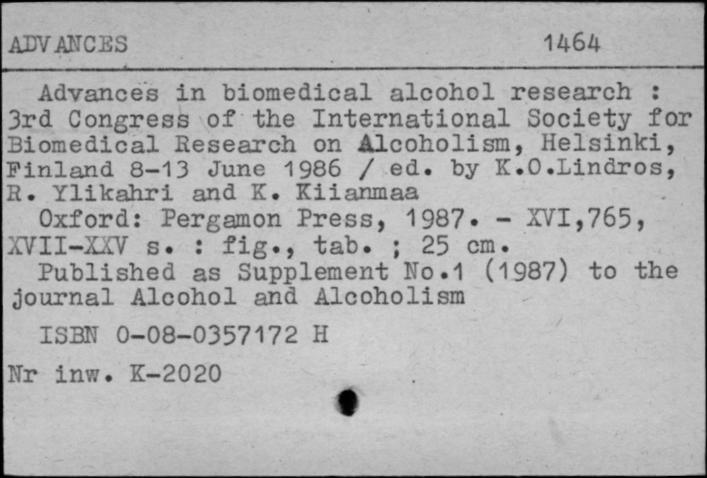 ADVANCES 1464
Advances in biomedical alcohol research :
3rd Congress of the International Society for
Biomedical Research on Alcoholism, Helsinki,
Finland 8-13 June 1986 / ed. by K.O.Lindros,
R. Ylikahri and K. Kiianmaa
Oxford: Pergamon Press, 1987. - XVI,765,
XVII-XXV s. : fig., tab. ; 25 cm.
Published as Supplement No.1 (1987) to the
journal Alcohol and Alcoholism
ISBN 0-08-0357172 H
Nr inw. K-2020